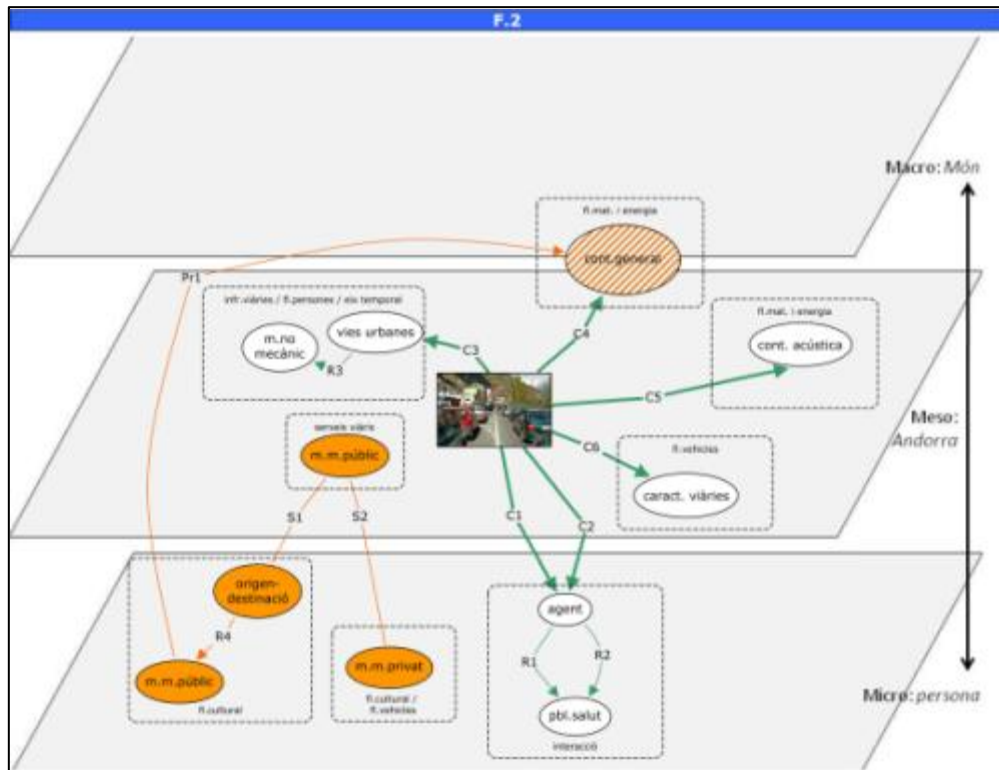 F.2
Macro: Món
fl.mat. i energia
cont.general
Pr1
infr.viàries / fl.persones / eix temporal
vies urbanes
m.no
mecànic
R3
C3
C4
fl.mat. i energia
cont. acústica
C5
Meso:
Andorra
serveis viaris
m.m.públic
C6
fl.vehicles
caract. viàries
S1
S2
C1
C2
origen-
destinació
R4
m.m.públic
fl.cultural
m.m.privat
fl.cultural /
fl.vehicles
agent
R1
R2
pbl.salut
interacció
Micro: persona